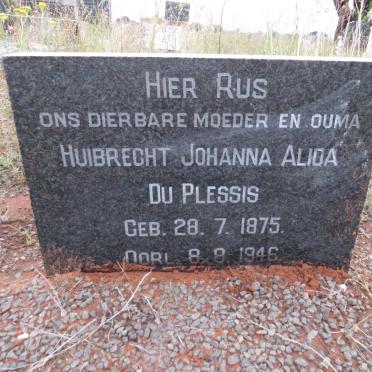 HIER RUS
ONS DIERBARE MOEDER EN OUMA
HUIBRECHT JOHANNA ALIDA
DU PLESSIS
GEB. 28. 7. 1875.
OORL. 8. 8. 1946